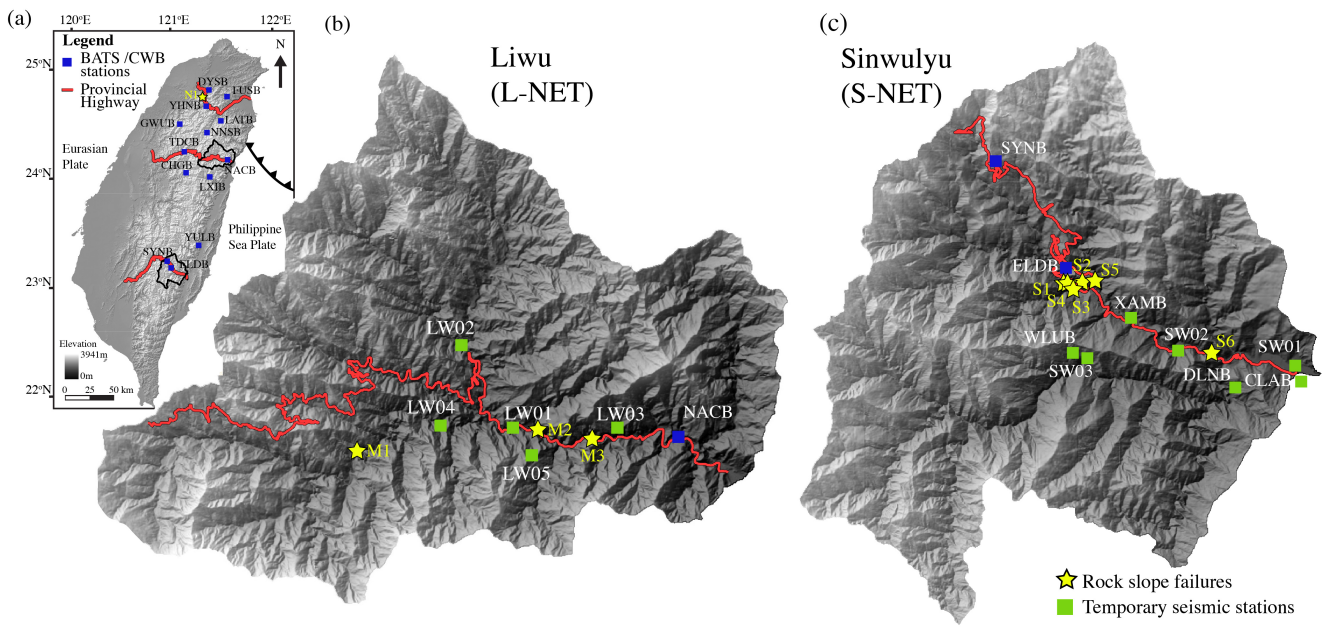 (a)
120°E
121°E
122°E
25°N
24°N
23°N
22°N
Legend
BATS /CWB
stations
Provincial
Highway
N
DYSB
YHNB
LATB
GWUB
NNSB
TDCB
CHGB
NACB
LXIB
Eurasian
Plate
Philippine
Sea Plate
YULB
SYNB
ELDB
Elevation
3941m
0m
0 25 50 km
(b)
Liwu
(L-NET)
LW02
LW04
LW01
M2
LW03
NACB
M1
LW05
M3
(c)
Sinwulyu
(S-NET)
SYNB
ELDB
S2
S5
S1
S4
S3
XAMB
WLUB
SW02
S6
SW01
SW03
DLNB
CLAB
Rock slope failures
Temporary seismic stations